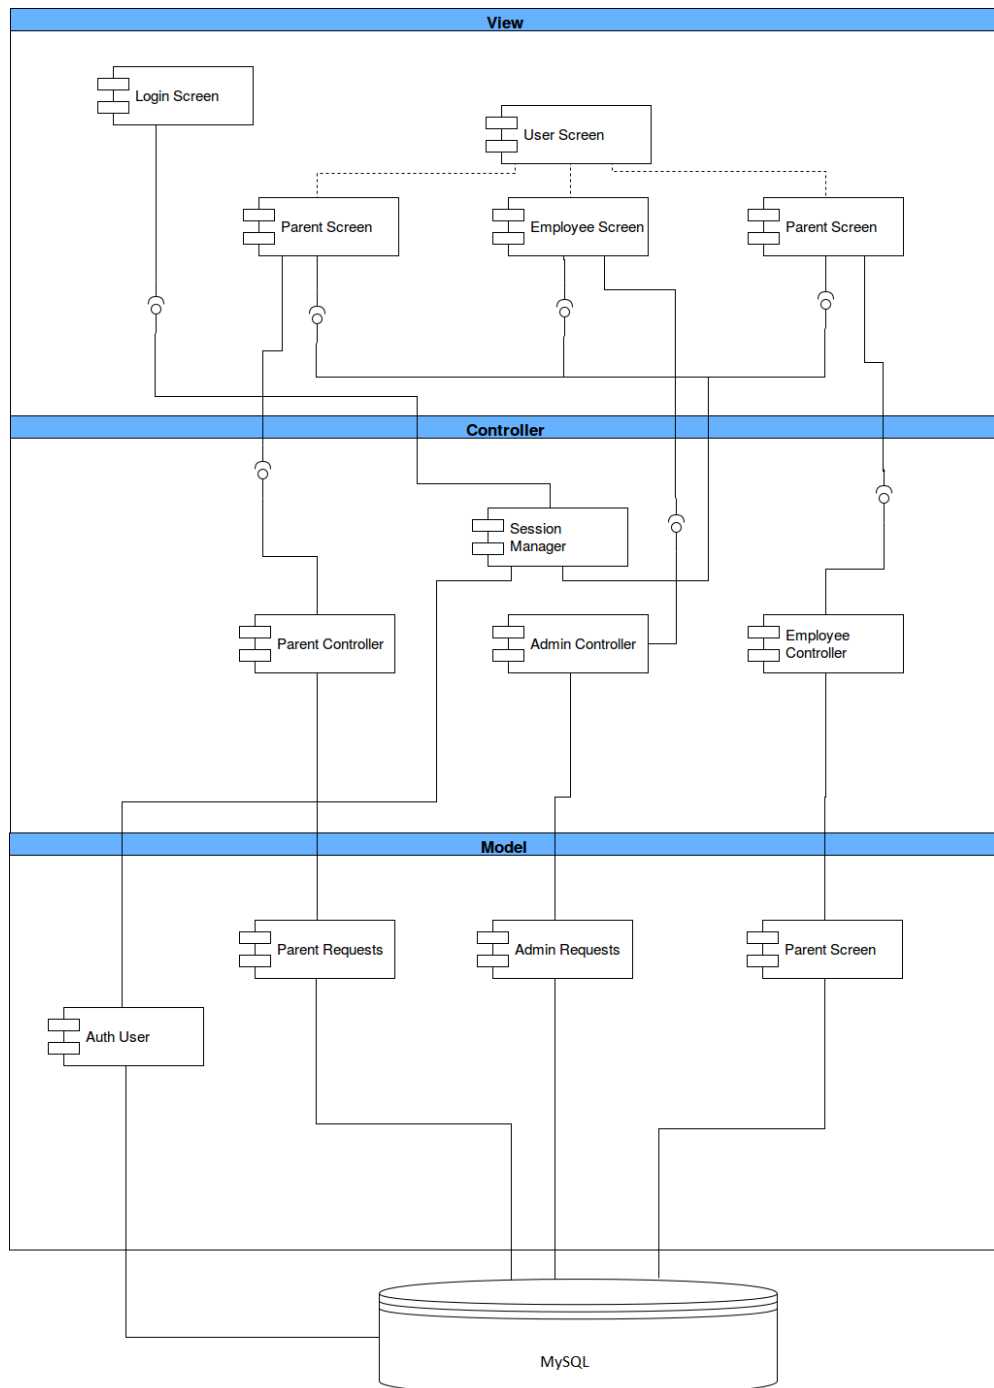 View
Login Screen
User Screen
Parent Screen
Employee Screen
Parent Screen
Controller
Session
Manager
Parent Controller
Admin Controller
Employee
Controller
Model
Parent Requests
Admin Requests
Parent Screen
Auth User
MySQL